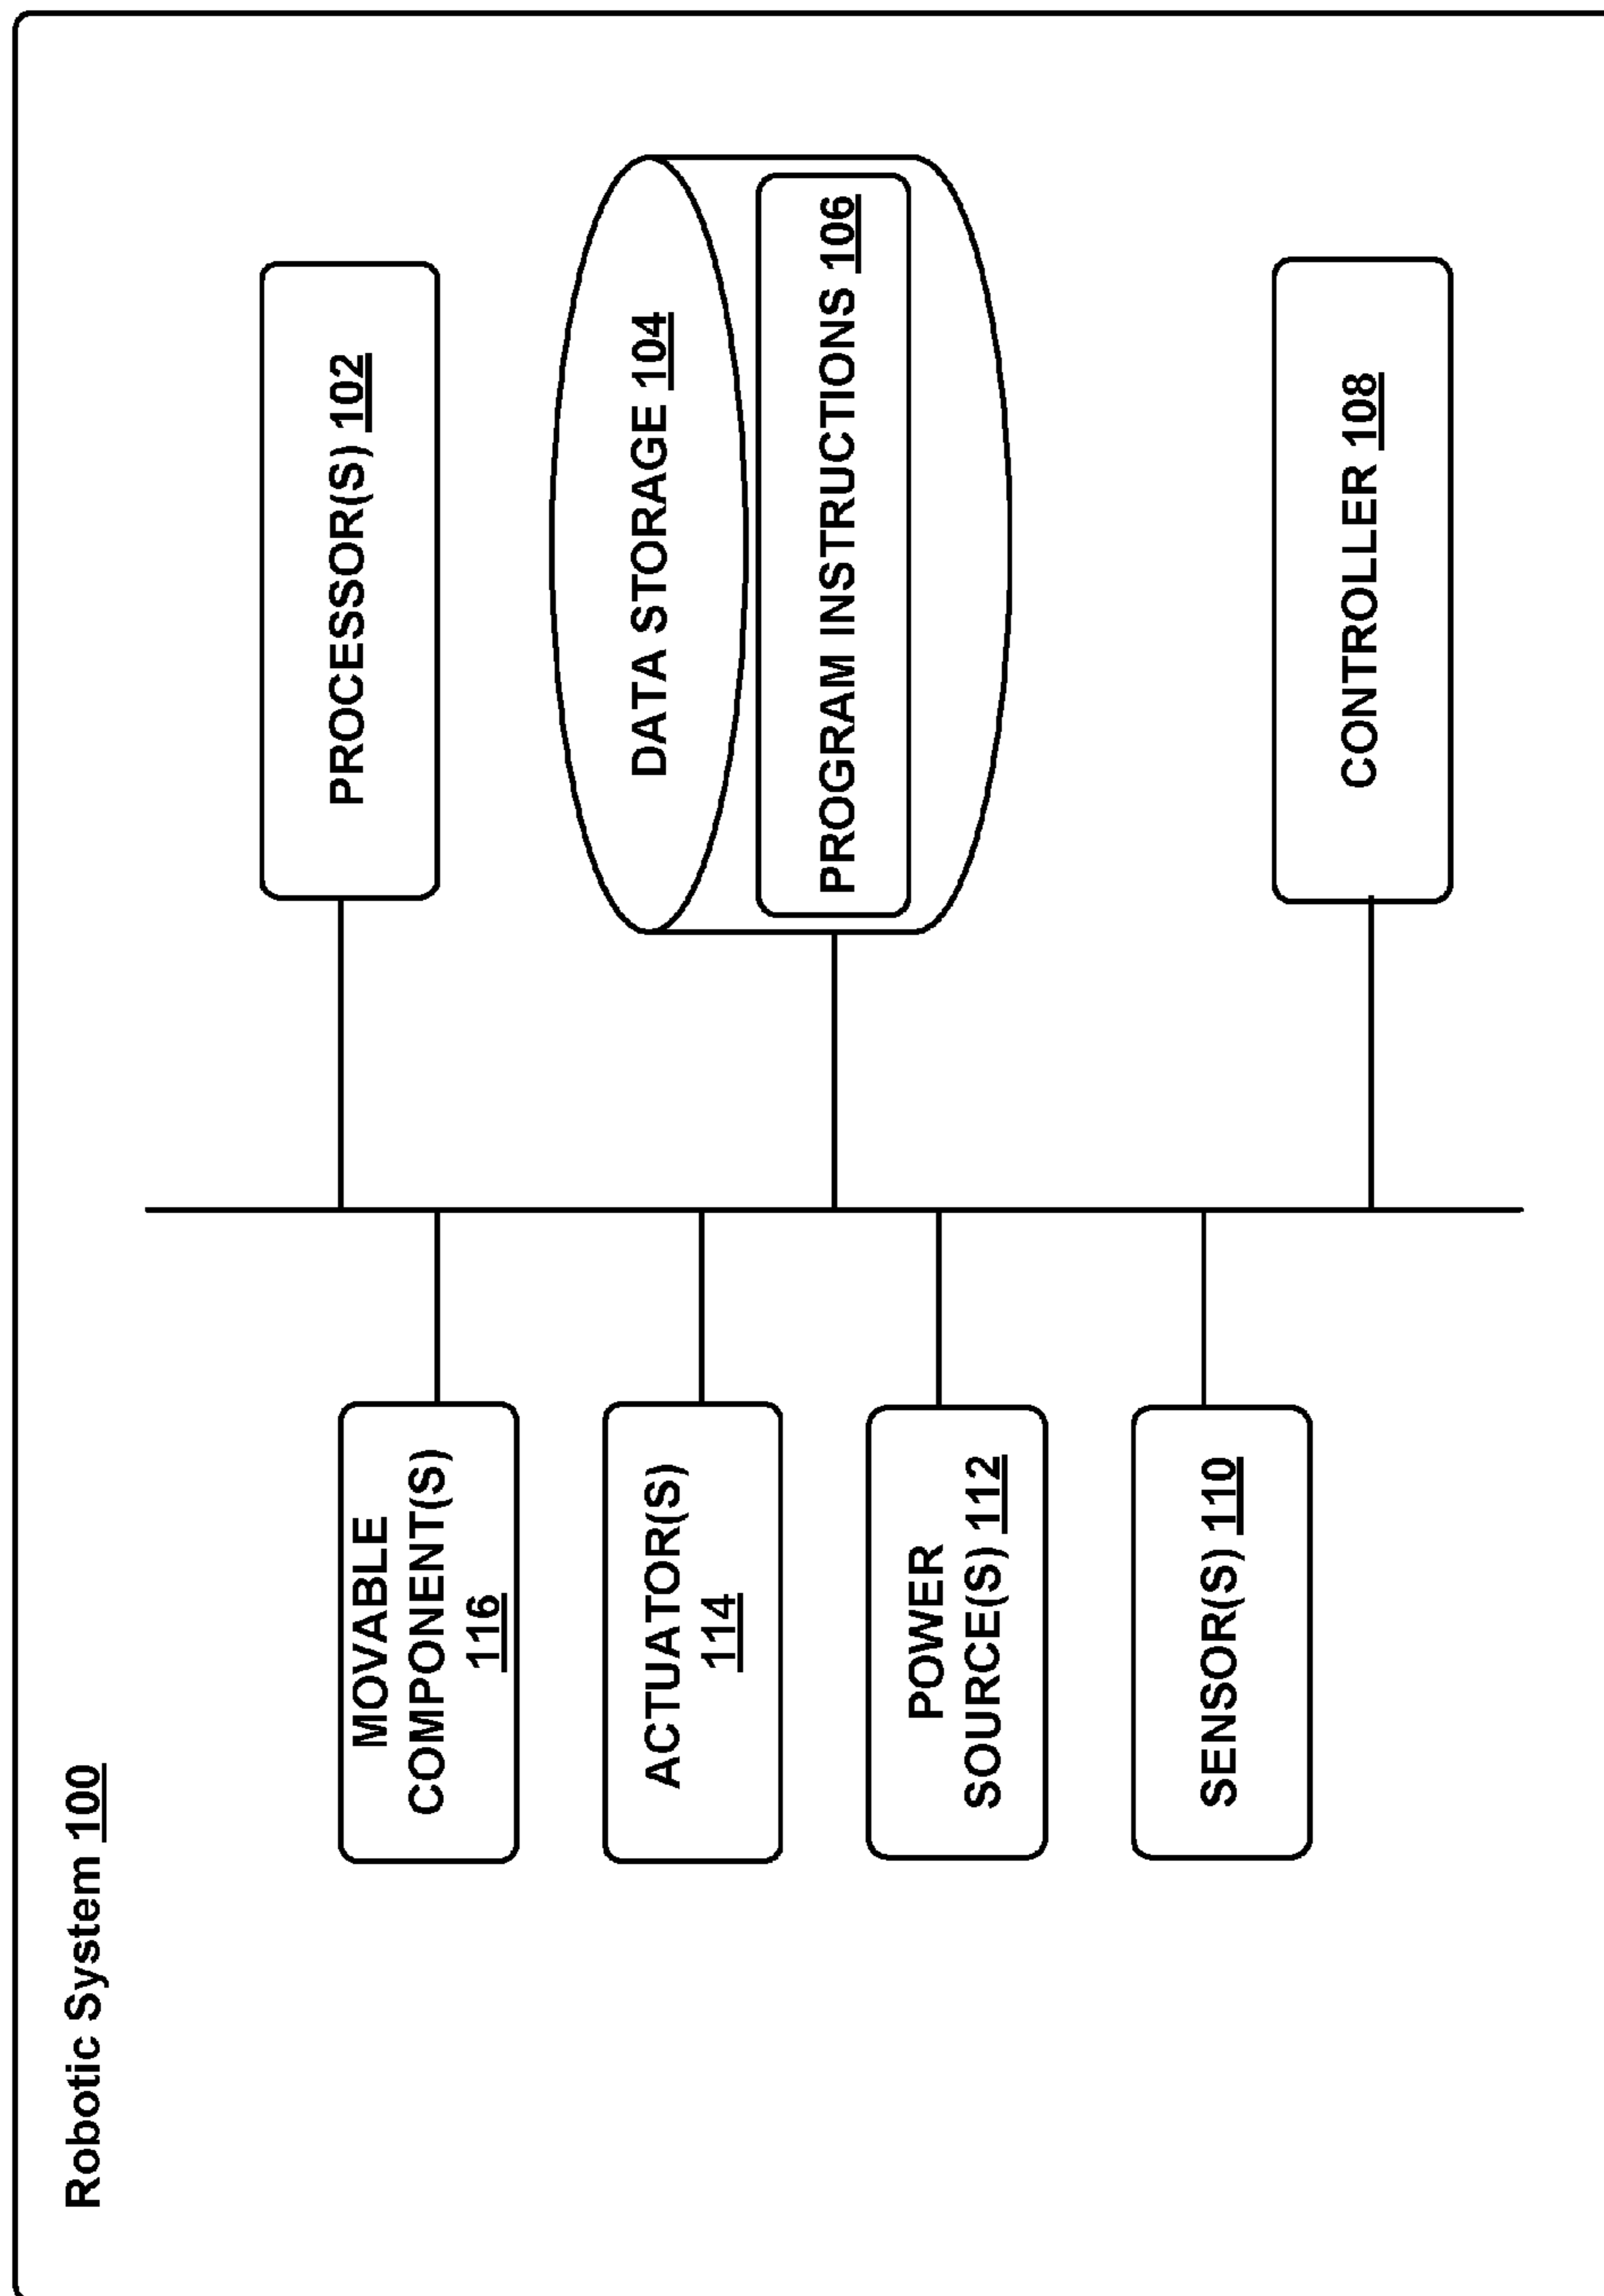 Robotic System 100
MOVABLE
COMPONENT(S)
116
ACTUATOR(S)
114
POWER
SOURCE(S) 112
SENSOR(S) 110
PROCESSOR(S) 102
DATA STORAGE 104
PROGRAM INSTRUCTIONS 106
CONTROLLER 108